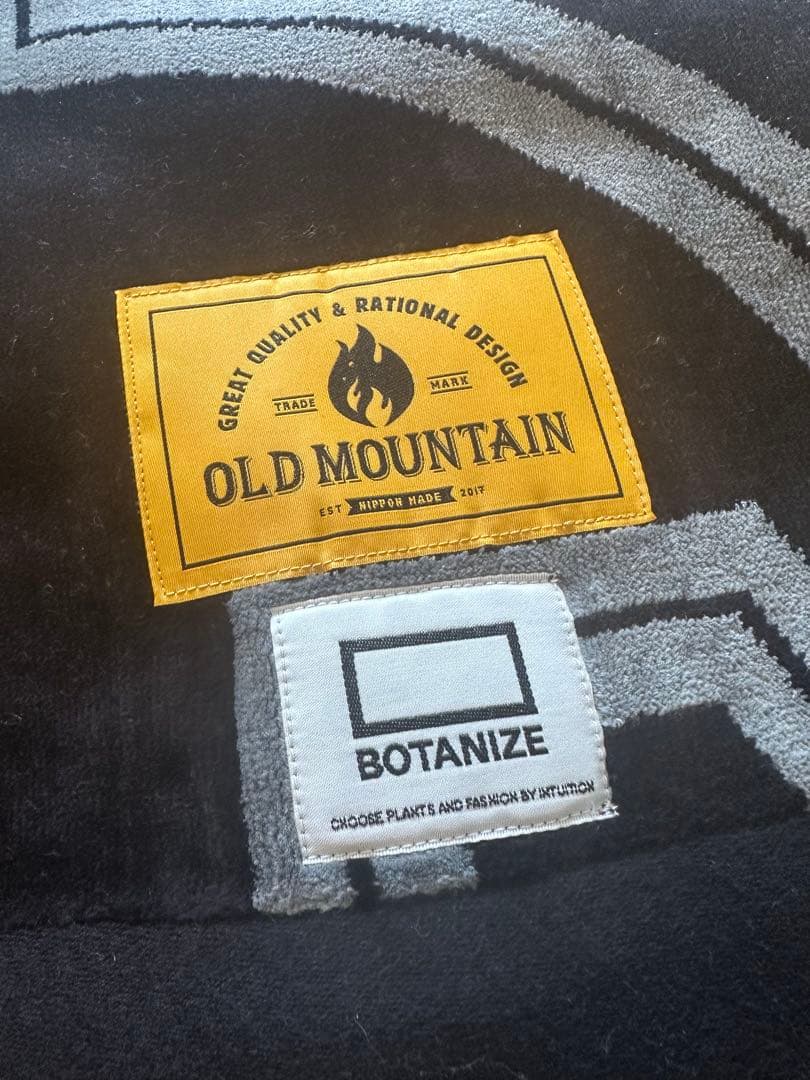 GREAT QUALITY & RATIONAL DESIGN
TRADE MARK
OLD MOUNTAIN
EST NIPPON MADE 2017
BOTANIZE
CHOOSE PLANTS AND FASHION BY INTUITION